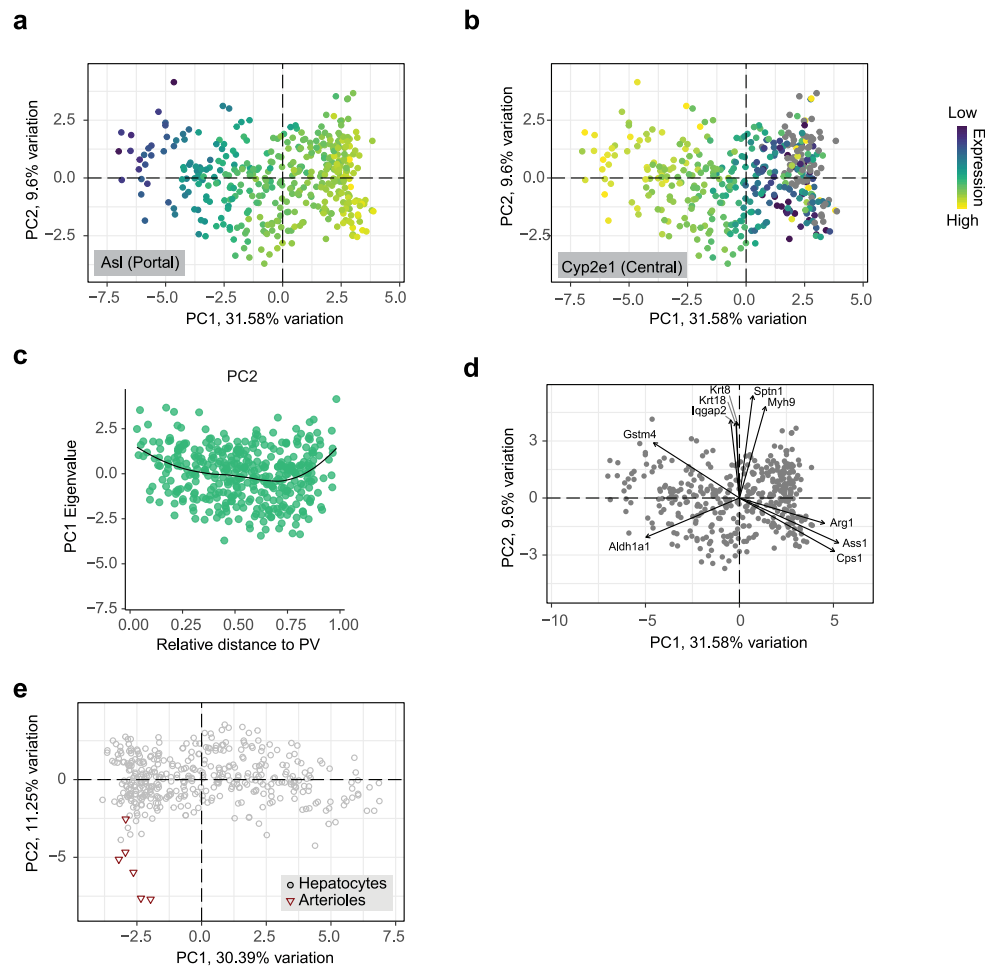 a
PC2, 9.6% variation
2.5
0.0
−2.5
Asl (Portal)
−7.5 −5.0 −2.5 0.0 2.5 5.0
PC1, 31.58% variation
b
PC2, 9.6% variation
2.5
0.0
−2.5
Cyp2e1 (Central)
−7.5 −5.0 −2.5 0.0 2.5 5.0
PC1, 31.58% variation
Low
Expression
High
c
PC2
PC1 Eigenvalue
2.5
0.0
−2.5
−5.0
−7.5
0.00 0.25 0.50 0.75 1.00
Relative distance to PV
d
PC2, 9.6% variation
3
0
−3
Krt8
Krt18
Iqgap2
Sptn1
Myh9
Gstm4
Aldh1a1
Arg1
Ass1
Cps1
−10 −5 0 5
PC1, 31.58% variation
e
PC2, 11.25% variation
0
−5
Hepatocytes
Arterioles
−2.5 0.0 2.5 5.0 7.5
PC1, 30.39% variation